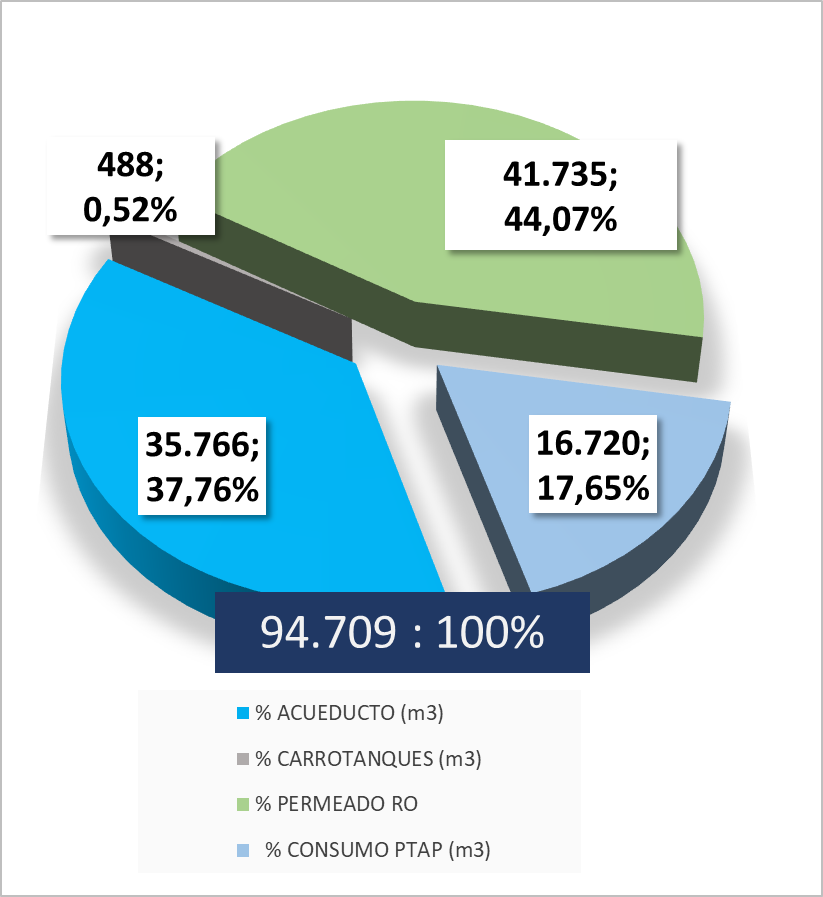 488;
0,52%
41.735;
44,07%
35.766;
37,76%
16.720;
17,65%
94.709 : 100%
% ACUEDUCTO (m3)
% CARROTANQUES (m3)
% PERMEADO RO
% CONSUMO PTAP (m3)